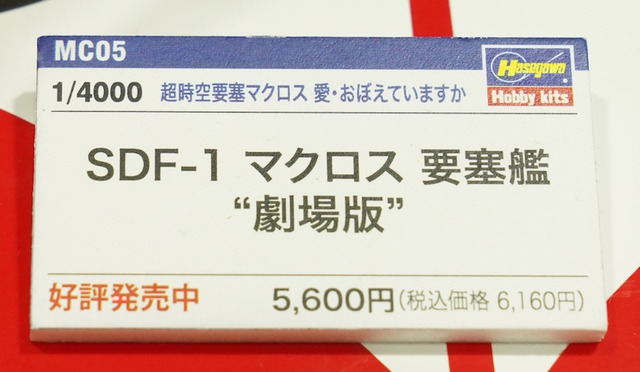 MC05
Hasegawa
Hobby kits
1/4000 超時空要塞マクロス 愛・おぼえていますか
SDF-1 マクロス 要塞艦
“劇場版”
好評発売中 5,600円(税込価格 6,160円)